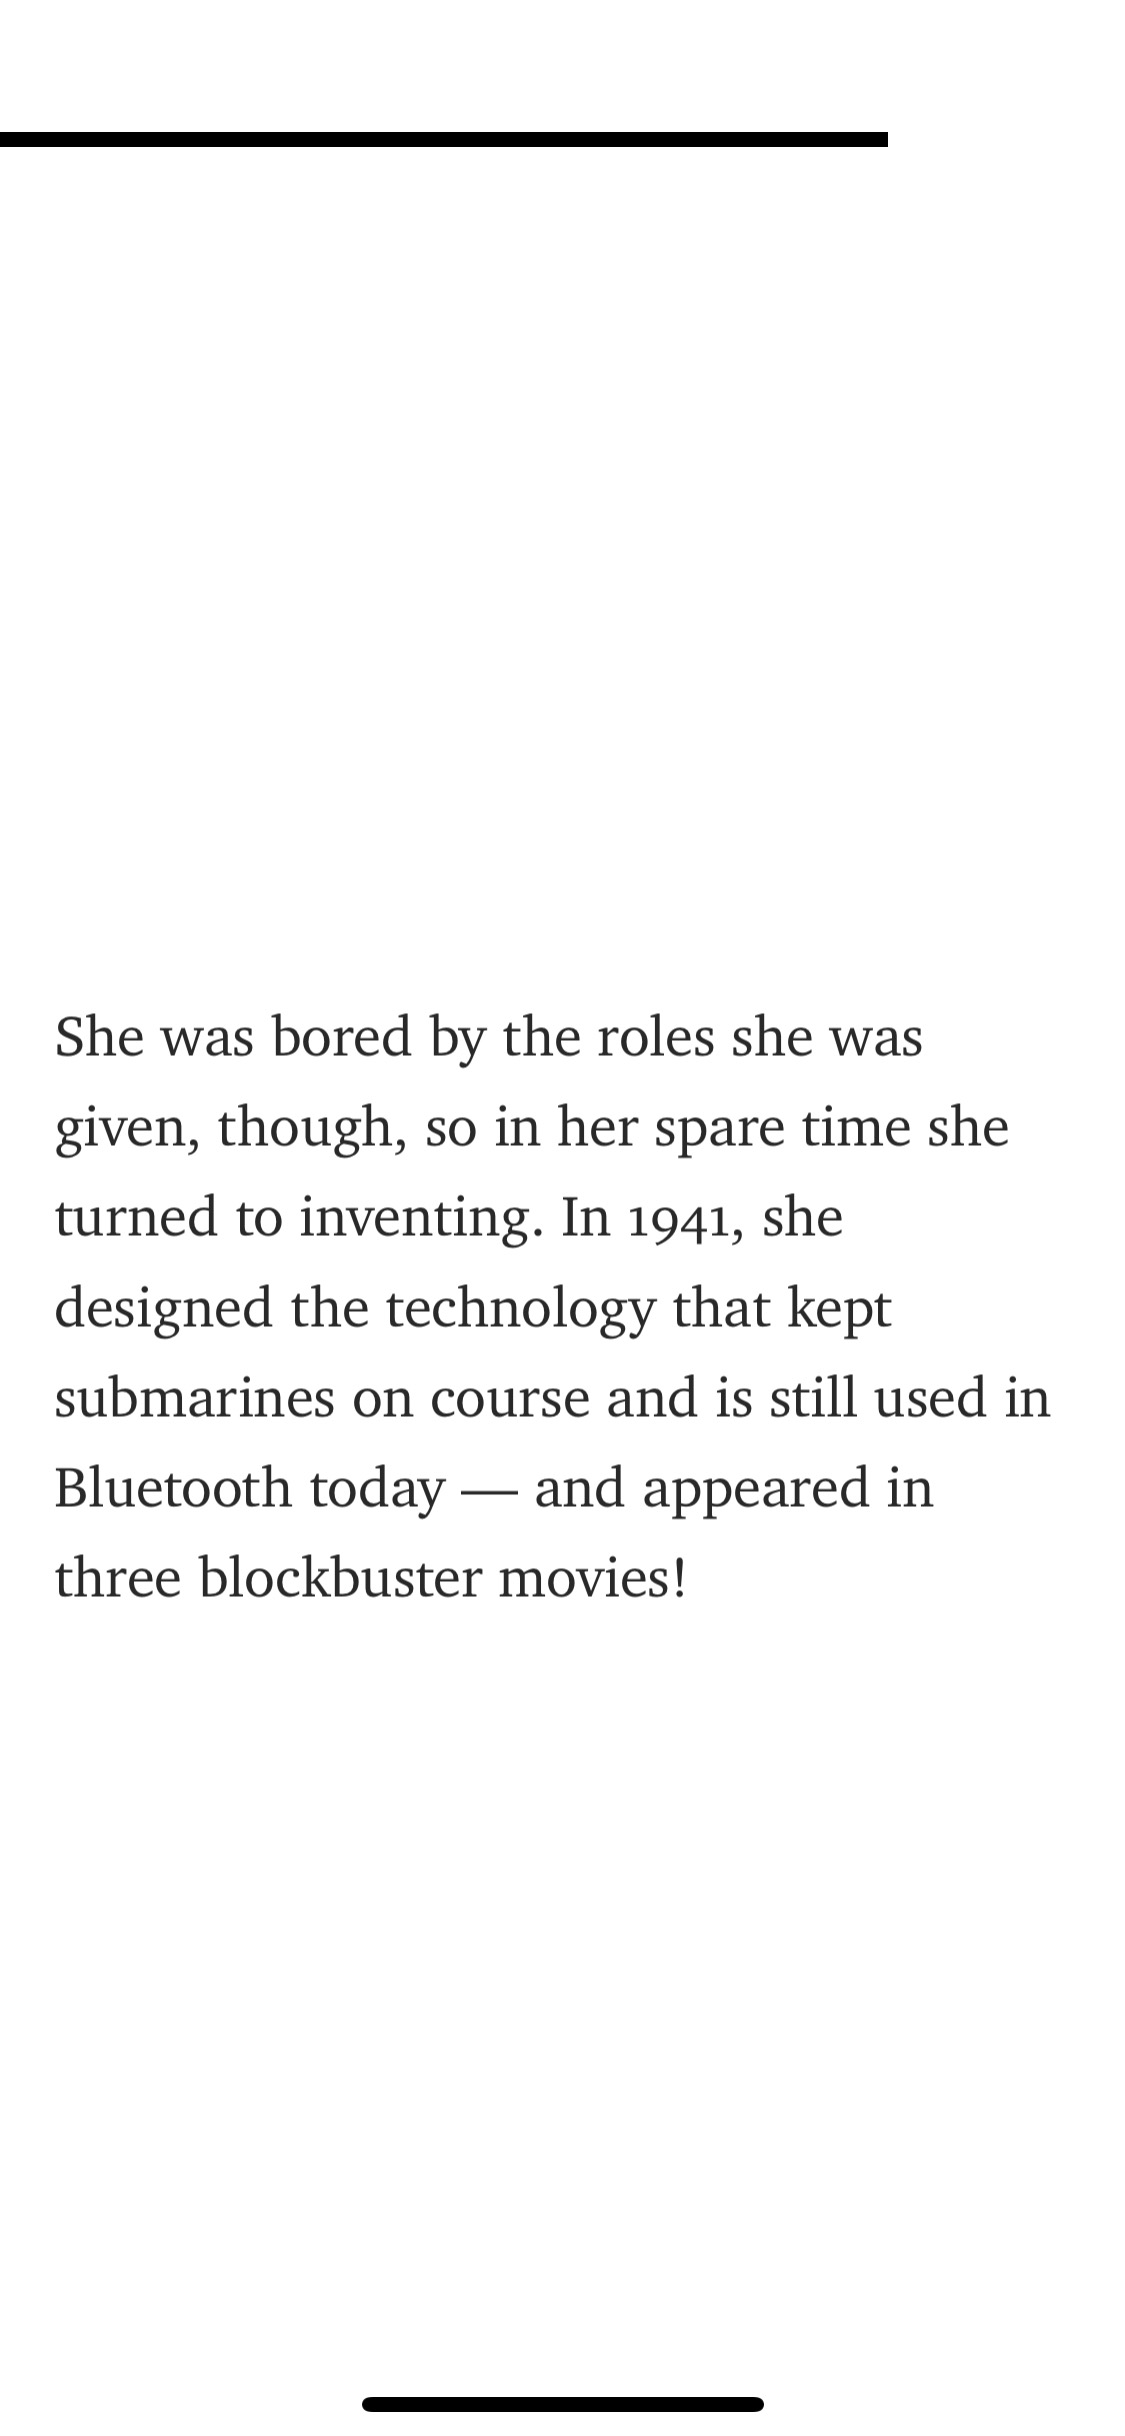 She was bored by the roles she was
given, though, so in her spare time she
turned to inventing. In 1941, she
designed the technology that kept
submarines on course and is still used in
Bluetooth today — and appeared in
three blockbuster movies!